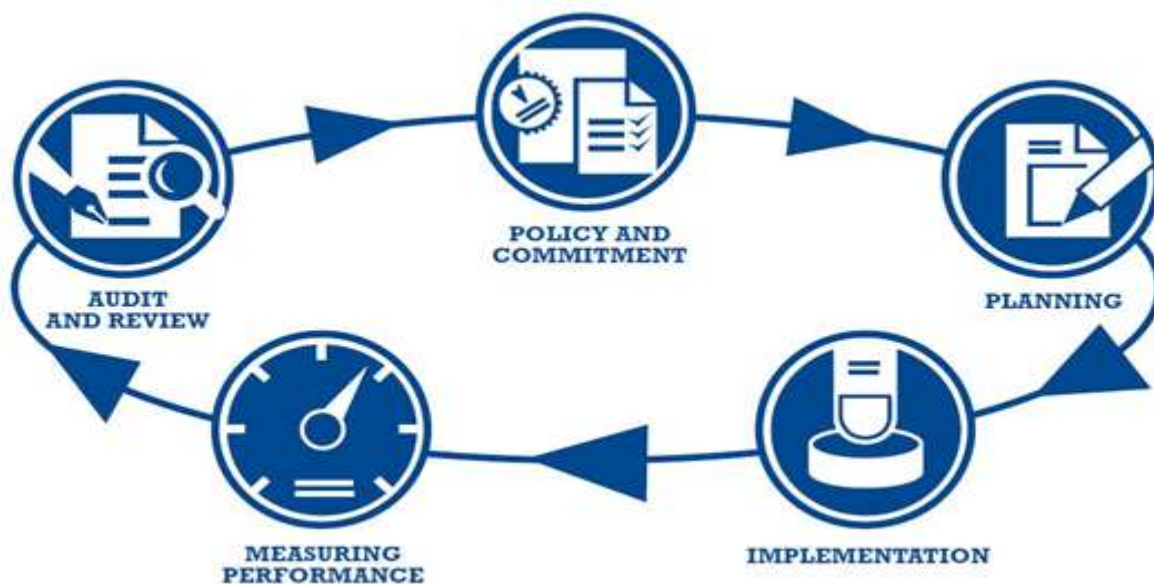 POLICY AND
COMMITMENT
PLANNING
IMPLEMENTATION
MEASURING
PERFORMANCE
AUDIT
AND REVIEW